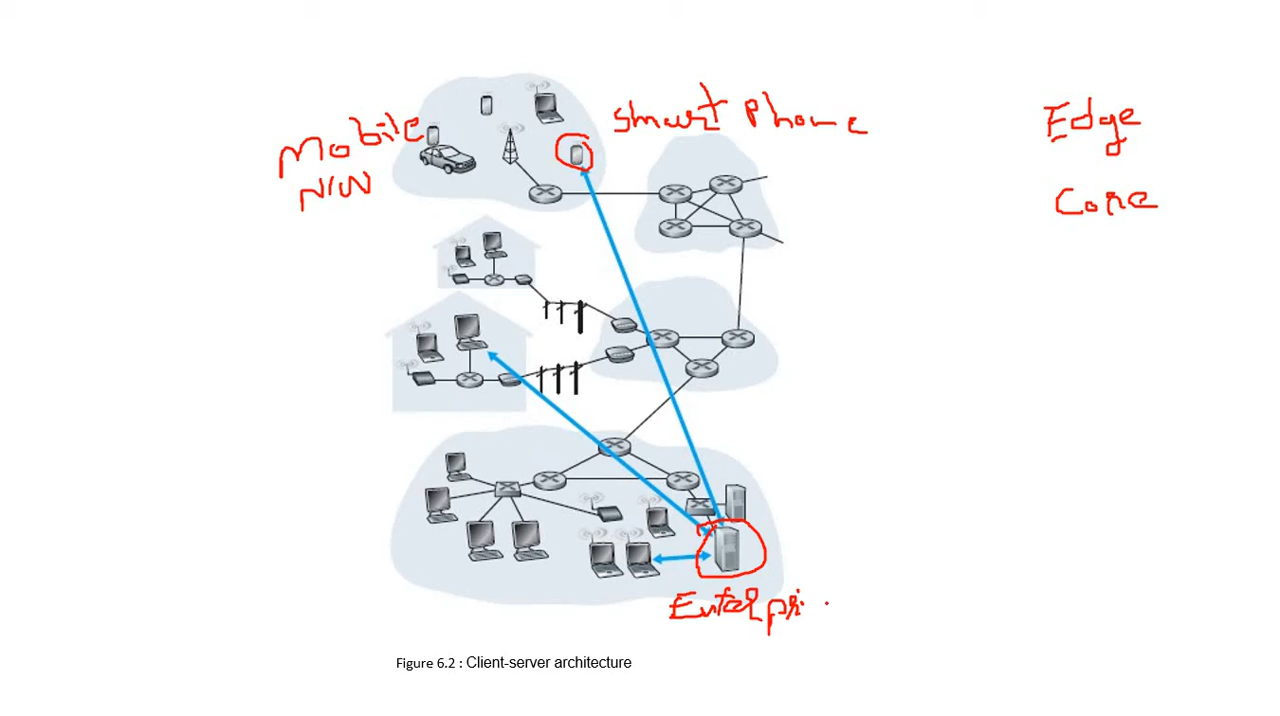 Smart Phone
Edge
Mobile
N/W
Core
Enterpri
Figure 6.2 : Client-server architecture